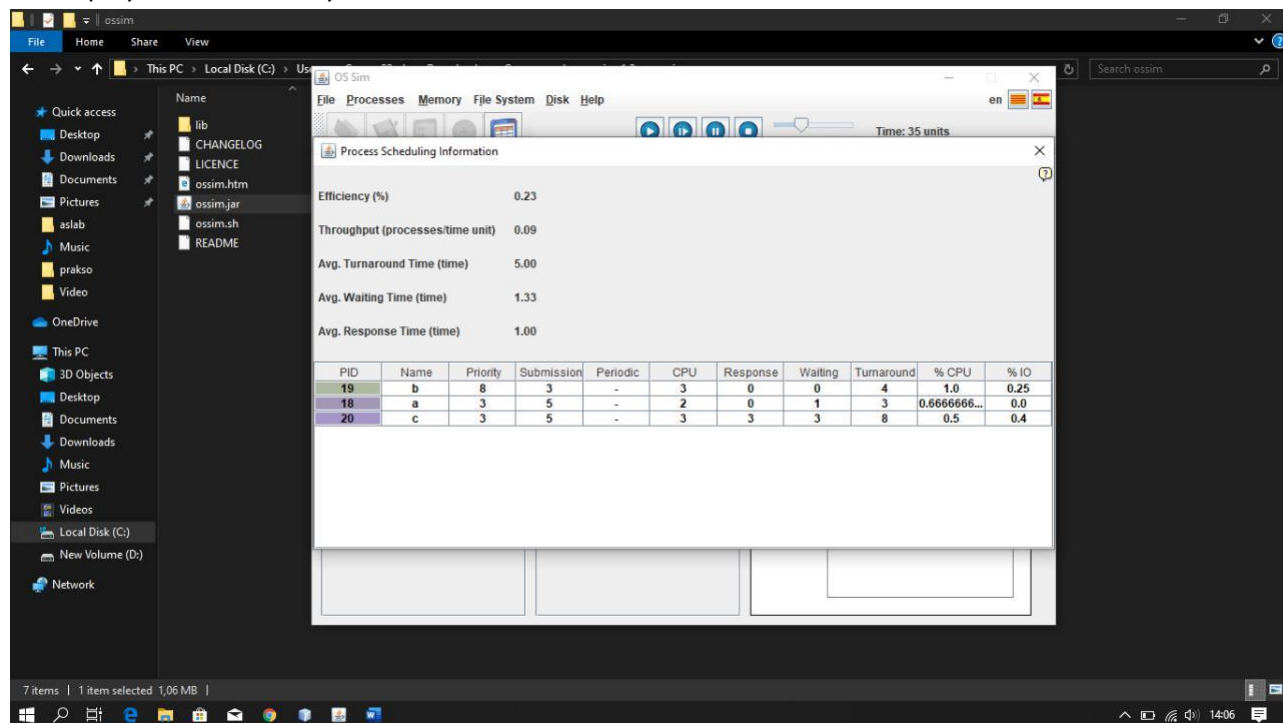 ossim
File Home Share View
This PC > Local Disk (C:) >
Search ossim
Quick access
Desktop
Downloads
Documents
Pictures
aslab
Music
prakso
Video
OneDrive
This PC
3D Objects
Desktop
Documents
Downloads
Music
Pictures
Videos
Local Disk (C:)
New Volume (D:)
Network
Name
lib
CHANGELOG
LICENCE
ossim.htm
ossim.jar
ossim.sh
README
OS Sim
File Processes Memory File System Disk Help
en
Time: 35 units
Process Scheduling Information
Efficiency (%) 0.23
Throughput (processes/time unit) 0.09
Avg. Turnaround Time (time) 5.00
Avg. Waiting Time (time) 1.33
Avg. Response Time (time) 1.00
PID Name Priority Submission Periodic CPU Response Waiting Turnaround % CPU % IO
19 b 8 3 - 3 0 0 4 1.0 0.25
18 a 3 5 - 2 0 1 3 0.6666666... 0.0
20 c 3 5 - 3 3 3 8 0.5 0.4
7 items | 1 item selected 1,06 MB |
14:06